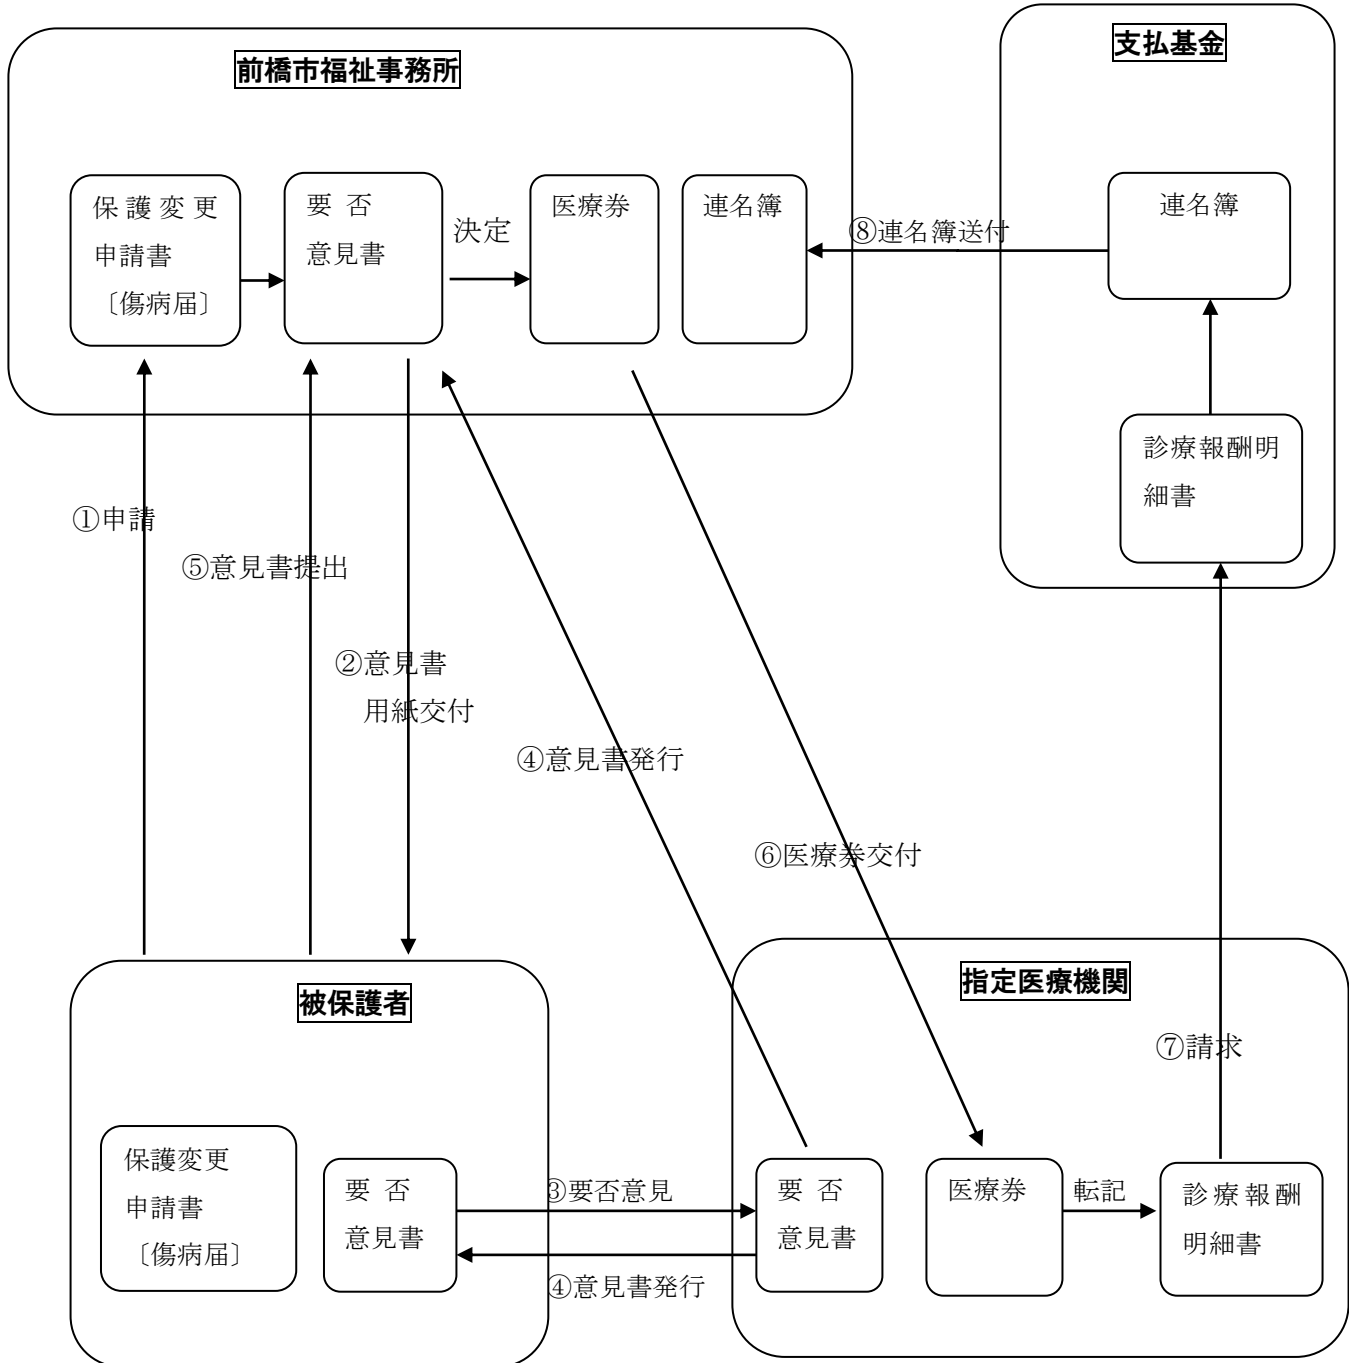 前橋市福祉事務所
支払基金
保護変更
申請書
〔傷病届〕
要 否
意見書
決定
医療券
連名簿
⑧連名簿送付
連名簿
診療報酬明
細書
①申請
⑤意見書提出
②意見書
用紙交付
④意見書発行
⑥医療券交付
被保護者
指定医療機関
⑦請求
保護変更
申請書
〔傷病届〕
要 否
意見書
③要否意見
④意見書発行
要 否
意見書
医療券
転記
診療報酬
明細書